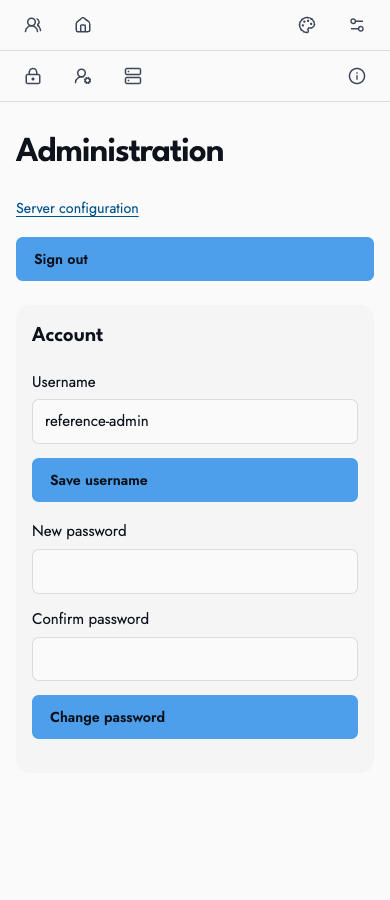 Administration
Server configuration
Sign out
Account
Username
reference-admin
Save username
New password
Confirm password
Change password